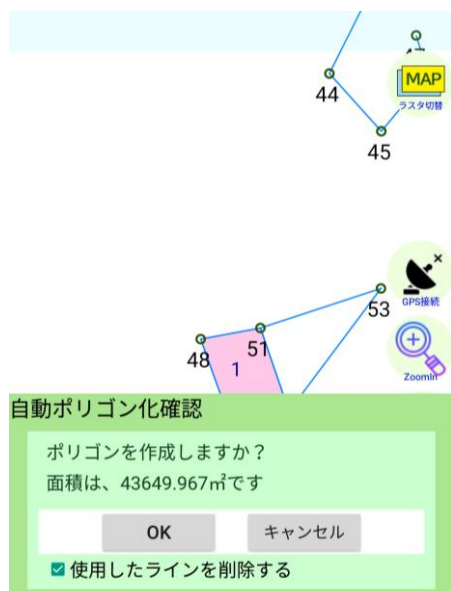 44
45
MAP
ラスタ切替
GPS接続
53
51
48
1
ZoomIn
自動ポリゴン化確認
ポリゴンを作成しますか？
面積は、43649.967㎡です
OK キャンセル
使用したラインを削除する